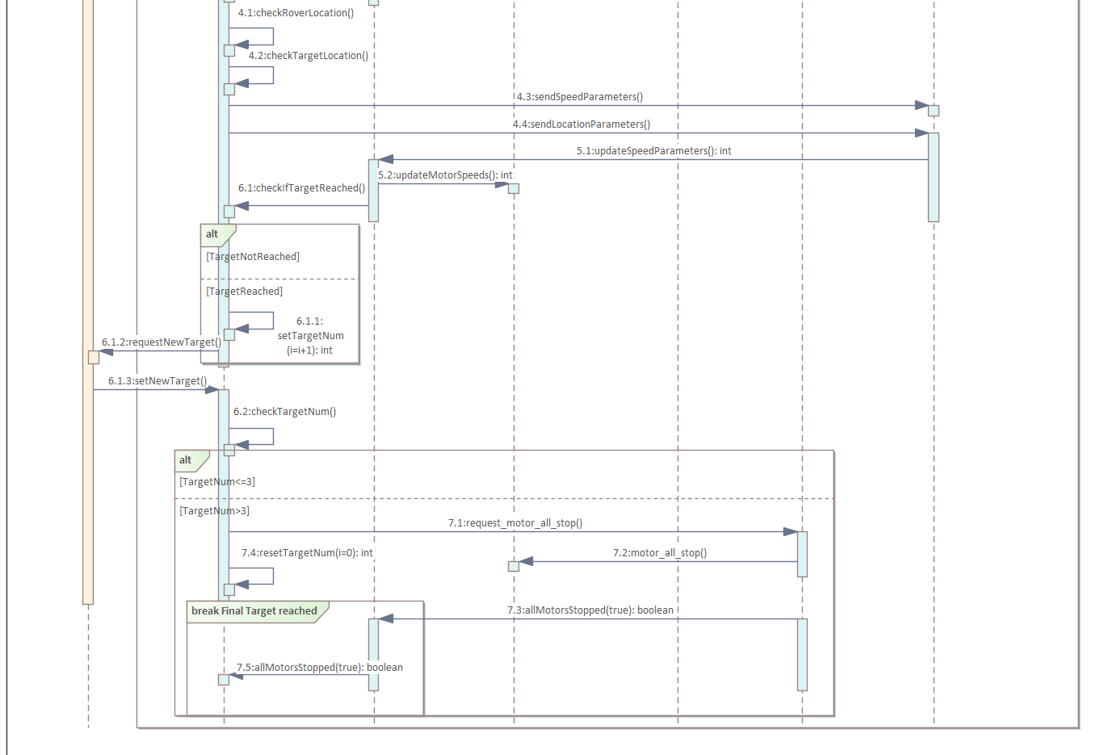 4.1:checkRoverLocation()
4.2:checkTargetLocation()
4.3:sendSpeedParameters()
4.4:sendLocationParameters()
5.1:updateSpeedParameters(): int
5.2:updateMotorSpeeds(): int
6.1:checkIfTargetReached()
alt
[TargetNotReached]
[TargetReached]
6.1.1:
setTargetNum
(i=i+1): int
6.1.2:requestNewTarget()
6.1.3:setNewTarget()
6.2:checkTargetNum()
alt
[TargetNum<=3]
[TargetNum>3]
7.1:request_motor_all_stop()
7.4:resetTargetNum(i=0): int
7.2:motor_all_stop()
break Final Target reached
7.3:allMotorsStopped(true): boolean
7.5:allMotorsStopped(true): boolean